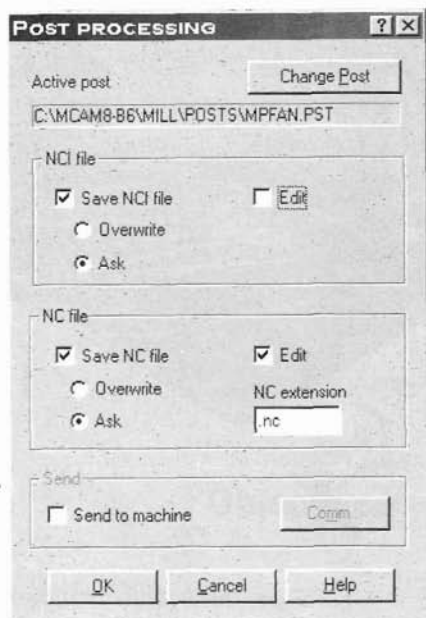 POST PROCESSING ? X
Active post Change Post
C:\MCAM8-B6\MILL\POSTS\MPFAN.PST
NCI file
Save NCI file Edit
Overwrite
Ask
NC file
Save NC file Edit
Overwrite NC extension
Ask .nc
Send
Send to machine Comm
OK Cancel Help